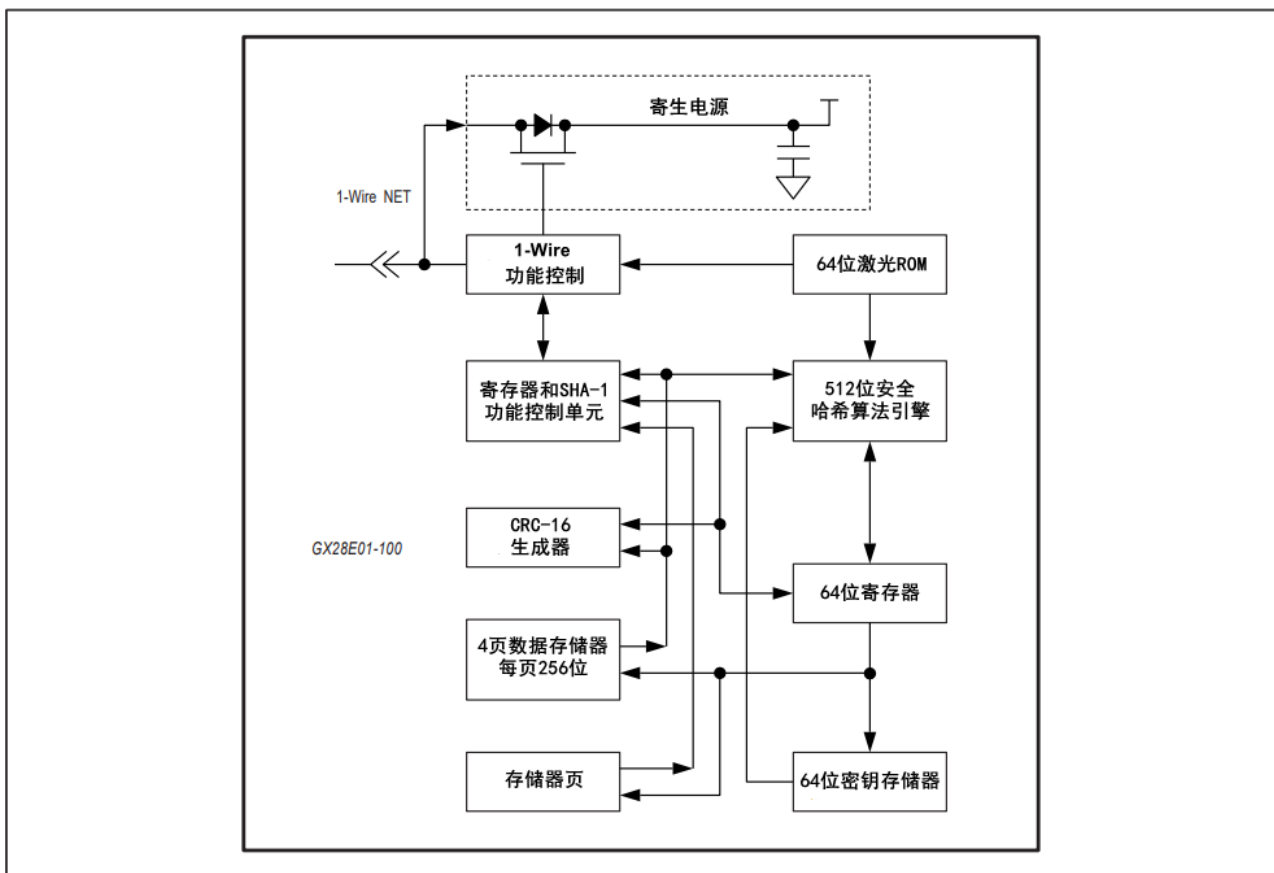 寄生电源
1-Wire NET
1-Wire
功能控制
64位激光ROM
寄存器和SHA-1
功能控制单元
512位安全
哈希算法引擎
CRC-16
生成器
GX28E01-100
64位寄存器
4页数据存储器
每页256位
存储器页
64位密钥存储器